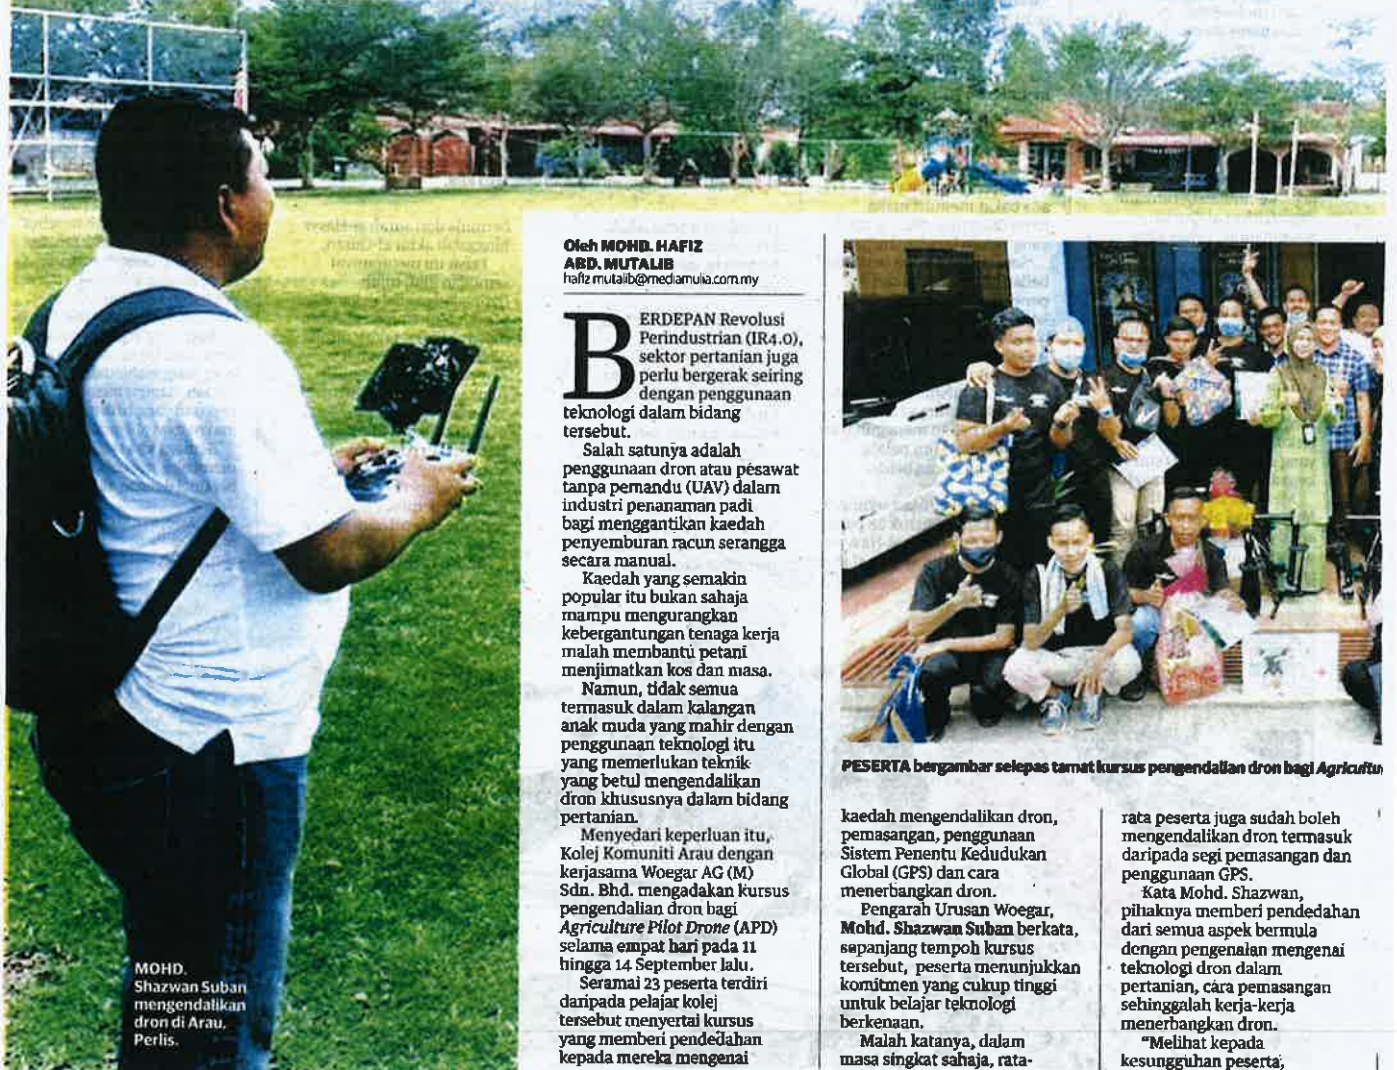 Oleh MOHD. HAFIZ
ABD. MUTALIB
hafiz.mutalib@mediamulia.com.my
BERDEPAN Revolusi
Perindustrian (IR4.0),
sektor pertanian juga
perlu bergerak seiring
dengan penggunaan
teknologi dalam bidang
tersebut.
Salah satunya adalah
penggunaan dron atau pesawat
tanpa pemandu (UAV) dalam
industri penanaman padi
bagi menggantikan kaedah
penyemburan racun serangga
secara manual.
Kaedah yang semakin
popular itu bukan sahaja
mampu mengurangkan
kebergantungan tenaga kerja
malah membantu petani
menjimatkan kos dan masa.
Namun, tidak semua
termasuk dalam kalangan
anak muda yang mahir dengan
penggunaan teknologi itu
yang memerlukan teknik
yang betul mengendalikan
dron khususnya dalam bidang
pertanian.
Menyedari keperluan itu,
Kolej Komuniti Arau dengan
kerjasama Woegar AG (M)
Sdn. Bhd. mengadakan kursus
pengendalian dron bagi
Agriculture Pilot Drone (APD)
selama empat hari pada 11
hingga 14 September lalu.
Seramai 23 peserta terdiri
daripada pelajar kolej
tersebut menyertai kursus
yang memberi pendedahan
kepada mereka mengenai
PESERTA bergambar selepas tamat kursus pengendalian dron bagi Agricultu
kaedah mengendalikan dron,
pemasangan, penggunaan
Sistem Penentu Kedudukan
Global (GPS) dan cara
menerbangkan dron.
Pengarah Urusan Woegar,
Mohd. Shazwan Suban berkata,
sepanjang tempoh kursus
tersebut, peserta menunjukkan
komitmen yang cukup tinggi
untuk belajar teknologi
berkenaan.
Malah katanya, dalam
masa singkat sahaja, rata-
rata peserta juga sudah boleh
mengendalikan dron termasuk
daripada segi pemasangan dan
penggunaan GPS.
Kata Mohd. Shazwan,
pihaknya memberi pendedahan
dari semua aspek bermula
dengan pengenalan mengenai
teknologi dron dalam
pertanian, cara pemasangan
sehinggalah kerja-kerja
menerbangkan dron.
"Melihat kepada
kesungguhan peserta,
MOHD.
Shazwan Suban
mengendalikan
dron di Arau,
Perlis.